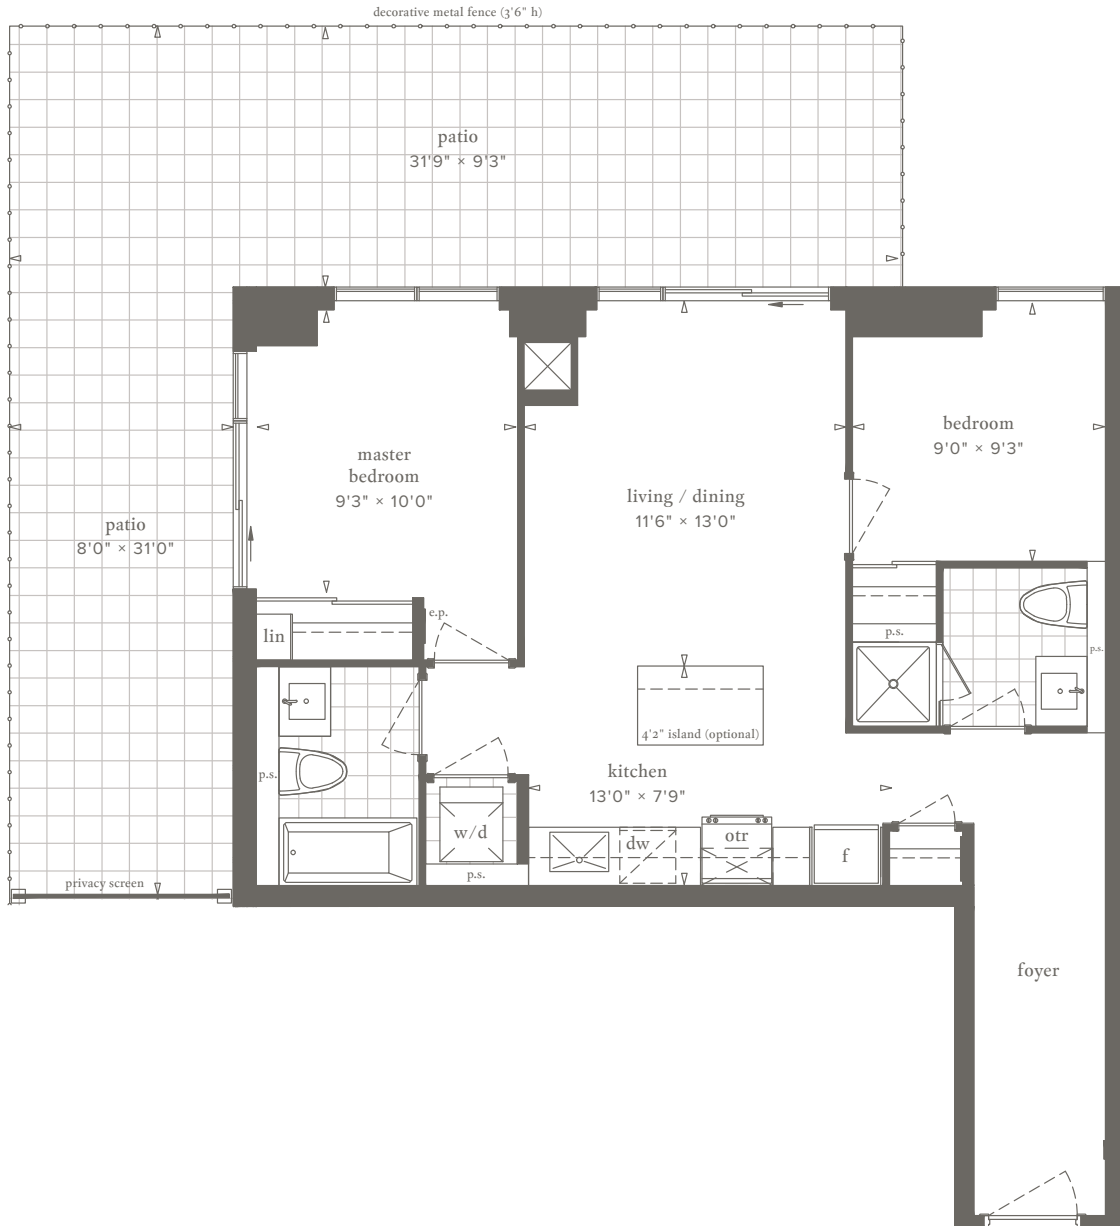 decorative metal fence (3'6" h)
patio
31'9" × 9'3"
master
bedroom
9'3" × 10'0"
living / dining
11'6" × 13'0"
bedroom
9'0" × 9'3"
patio
8'0" × 31'0"
lin
e.p.
p.s.
p.s.
4'2" island (optional)
kitchen
13'0" × 7'9"
p.s.
w/d
p.s.
dw
otr
f
privacy screen
foyer